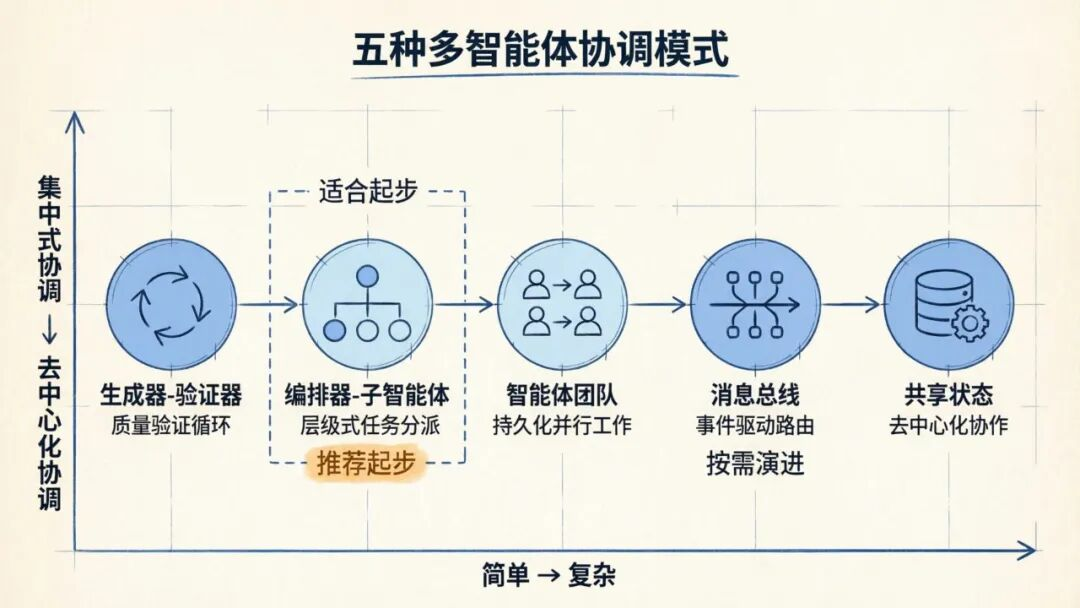 五种多智能体协调模式
集中式协调 → 去中心化协调
适合起步
生成器-验证器
质量验证循环
编排器-子智能体
层级式任务分派
推荐起步
智能体团队
持久化并行工作
消息总线
事件驱动路由
按需演进
共享状态
去中心化协作
简单 → 复杂